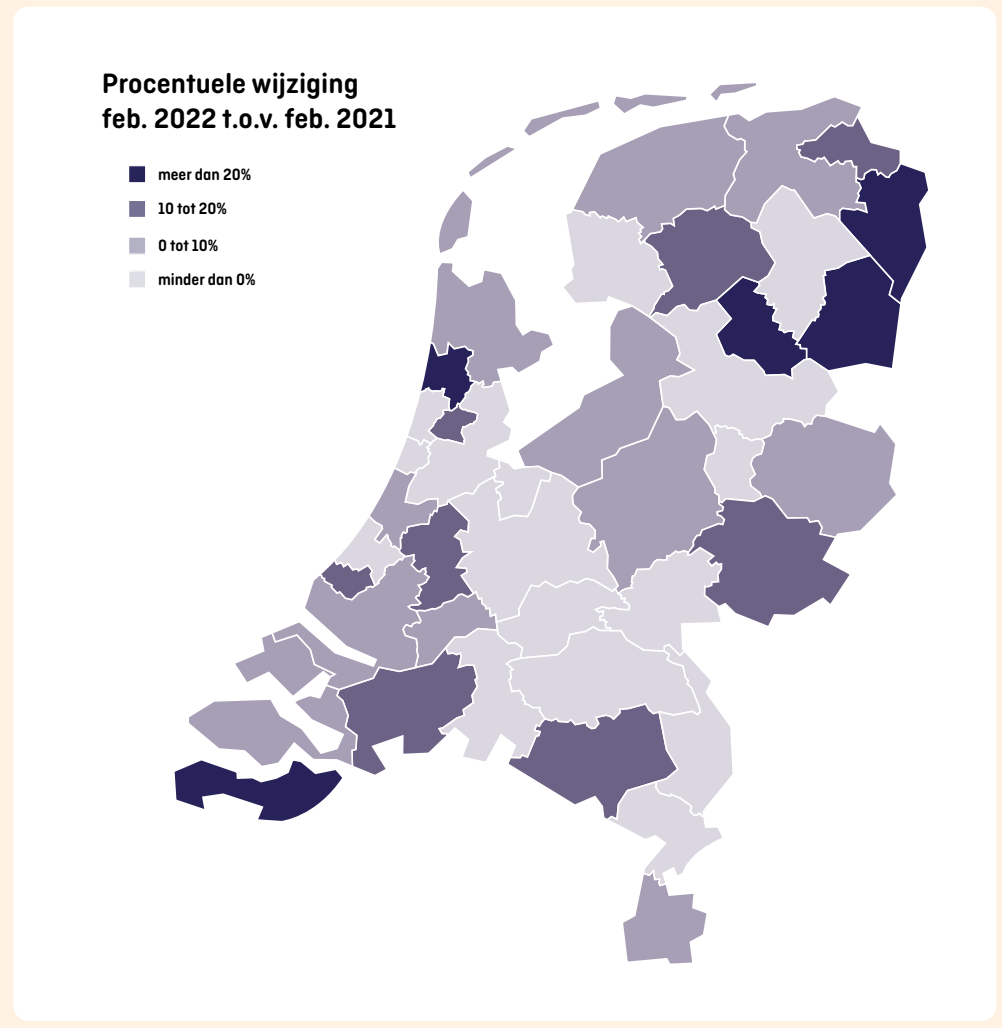 Procentuele wijziging
feb. 2022 t.o.v. feb. 2021
meer dan 20%
10 tot 20%
0 tot 10%
minder dan 0%